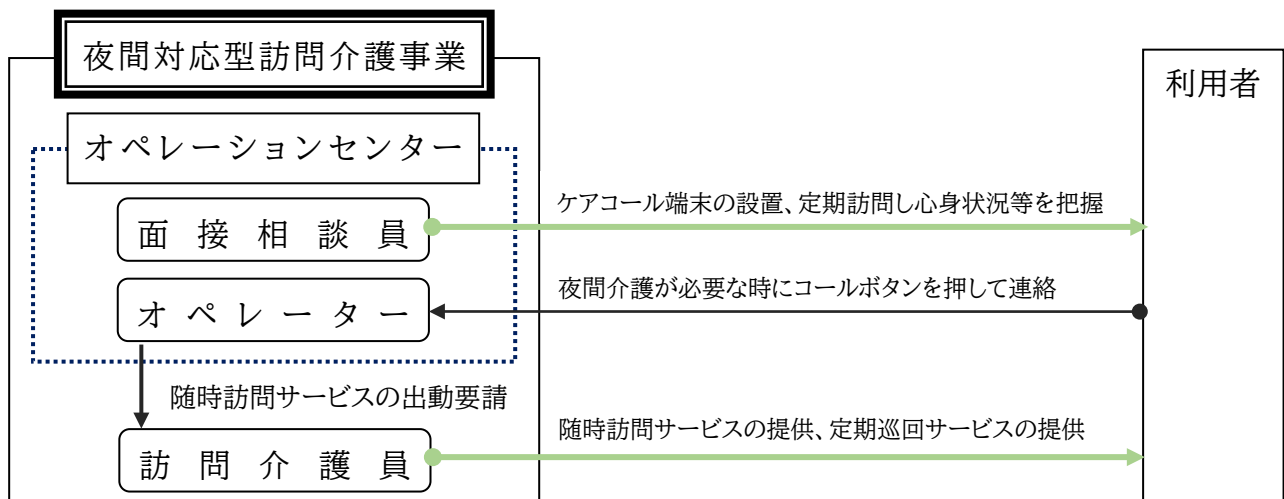 夜間対応型訪問介護事業
利用者
オペレーションセンター
面接相談員
ケアコール端末の設置、定期訪問し心身状況等を把握
オペレーター
夜間介護が必要な時にコールボタンを押して連絡
随時訪問サービスの出動要請
訪問介護員
随時訪問サービスの提供、定期巡回サービスの提供